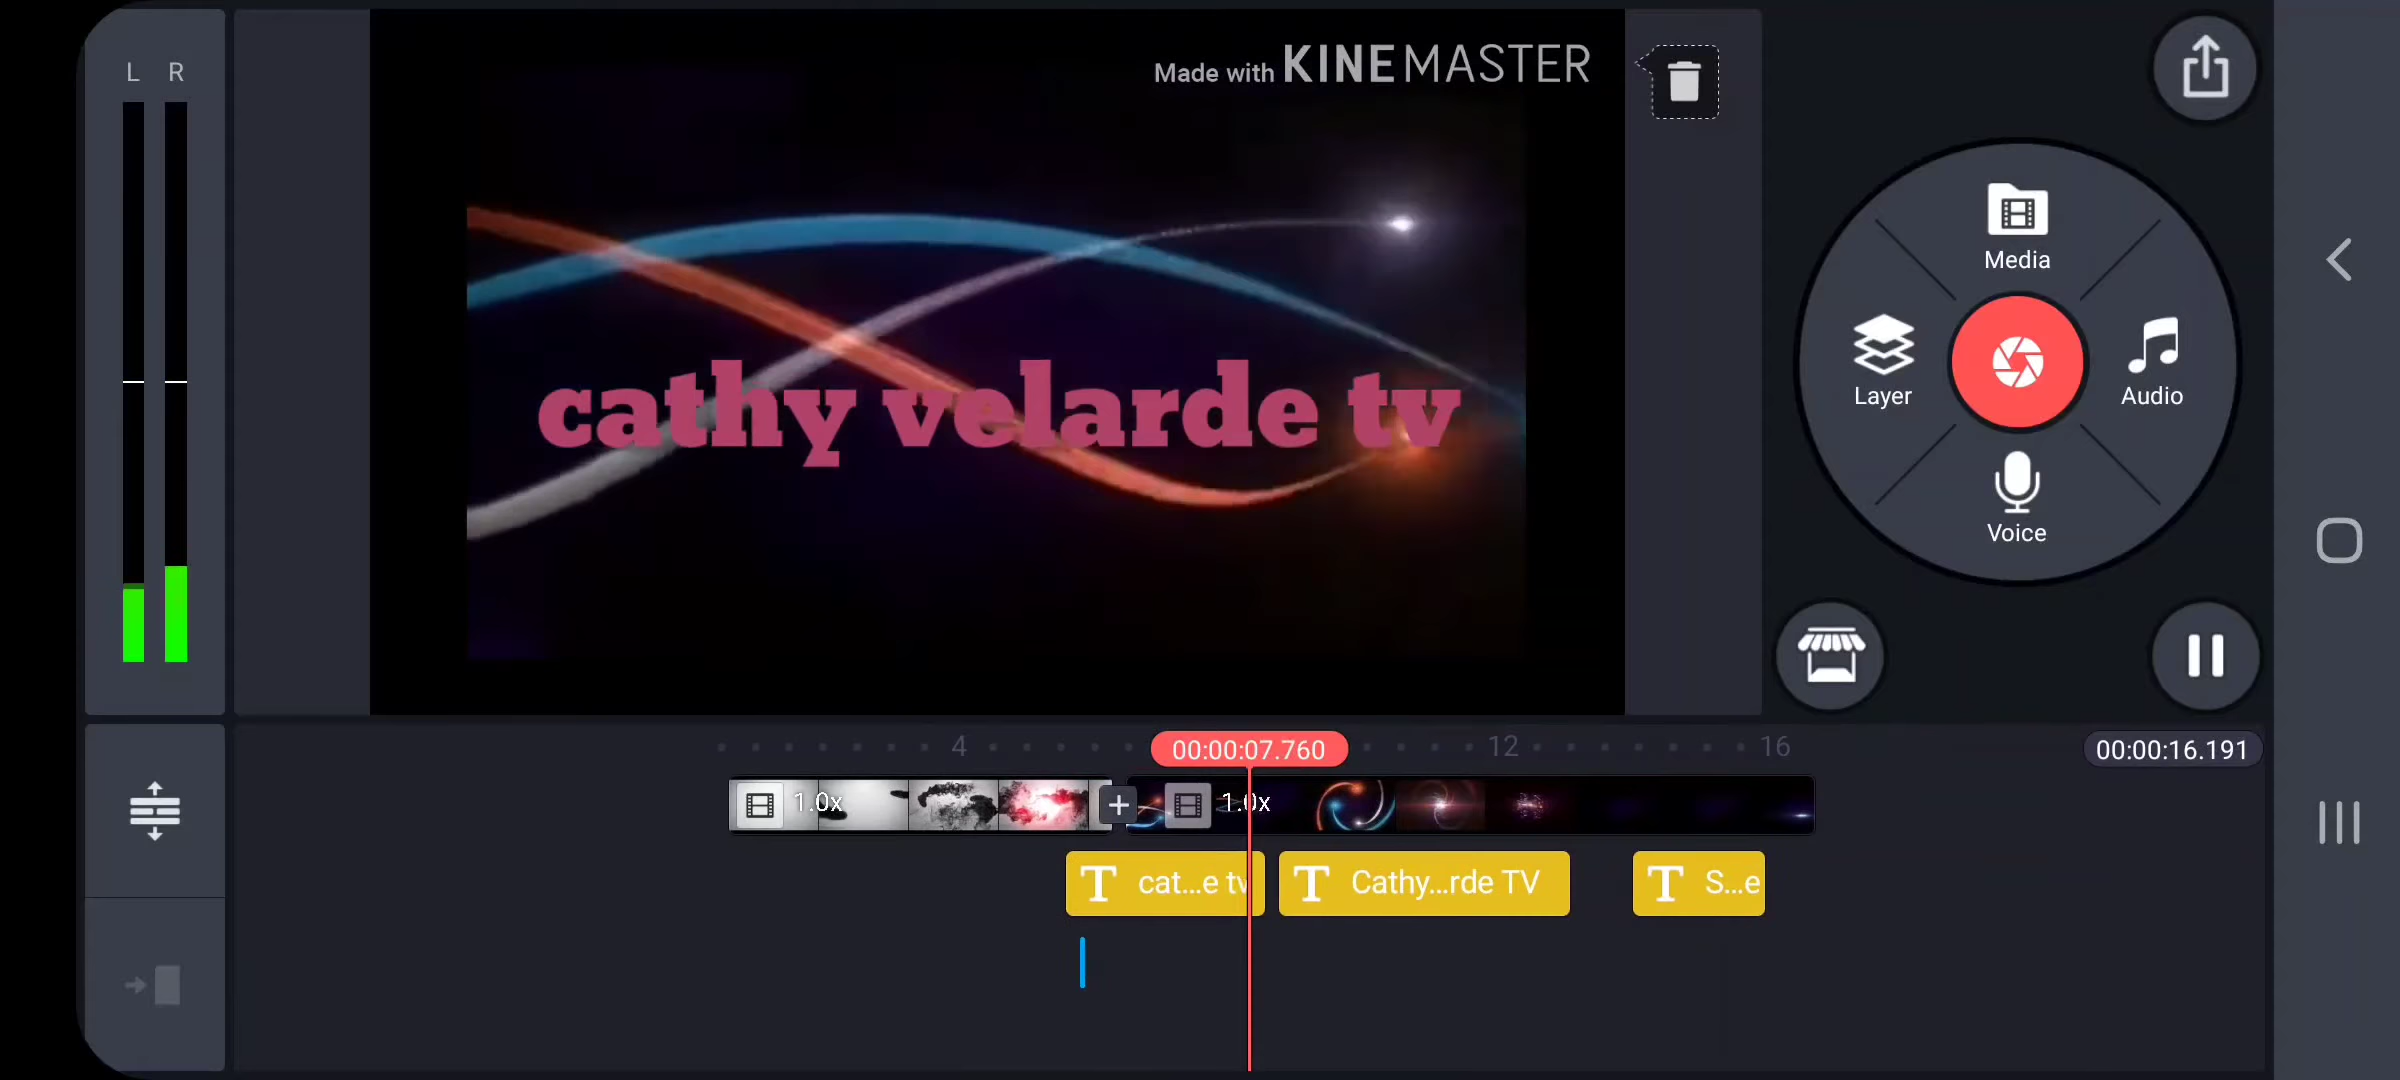 L R
Made with KINEMASTER
cathy velarde tv
Media
Layer
Audio
Voice
4
00:00:07.760
12
16
00:00:16.191
1.0x
1.0x
T cat...e tv
T Cathy...rde TV
T S...e